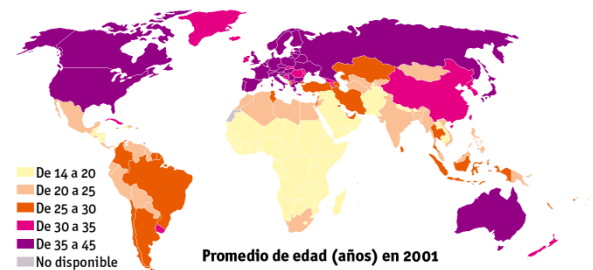 De 14 a 20
De 20 a 25
De 25 a 30
De 30 a 35
De 35 a 45
No disponible
Promedio de edad (años) en 2001